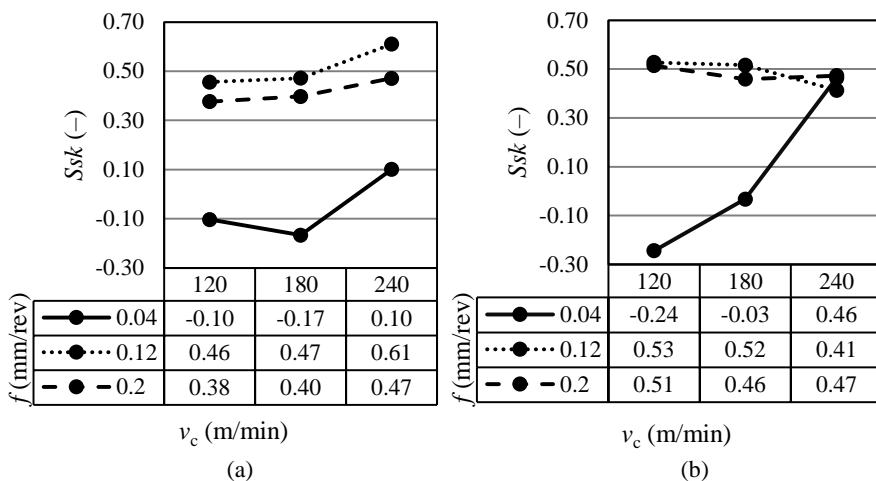 0.70
0.50
0.30
0.10
-0.10
-0.30
Ssk (–)
120 180 240
0.04 -0.10 -0.17 0.10
0.12 0.46 0.47 0.61
0.2 0.38 0.40 0.47
f (mm/rev)
vc (m/min)
(a)
0.70
0.50
0.30
0.10
-0.10
-0.30
Ssk (–)
120 180 240
0.04 -0.24 -0.03 0.46
0.12 0.53 0.52 0.41
0.2 0.51 0.46 0.47
f (mm/rev)
vc (m/min)
(b)